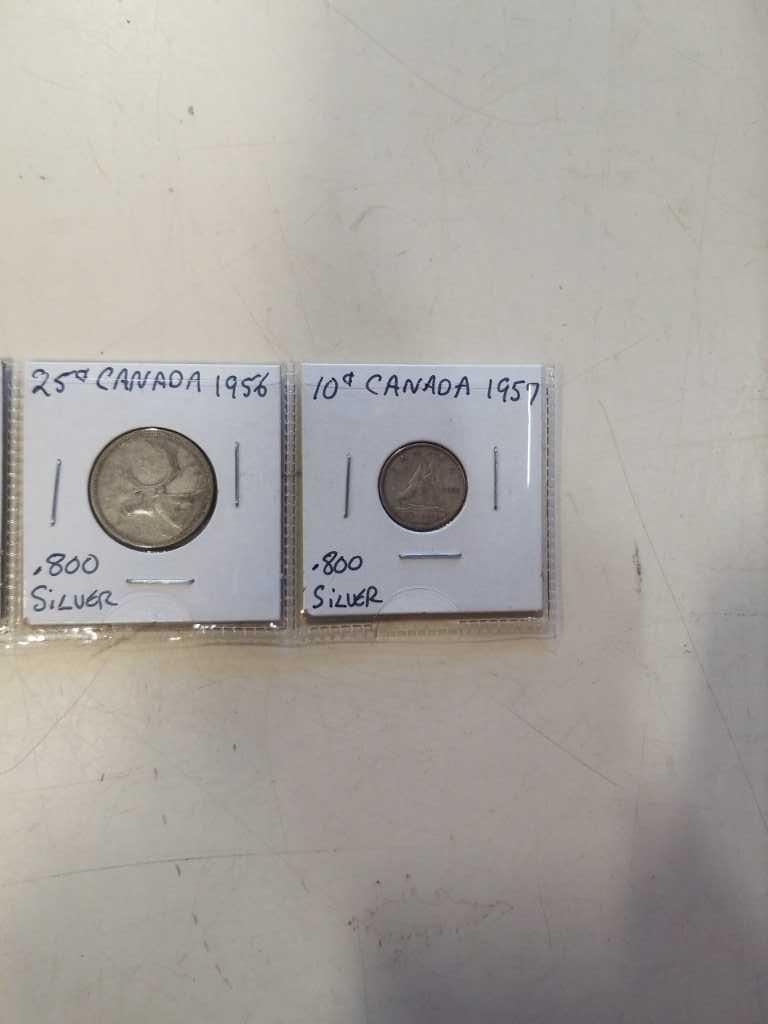 25¢ CANADA 1956
.800
SILVER
10¢ CANADA 1957
.800
SILVER